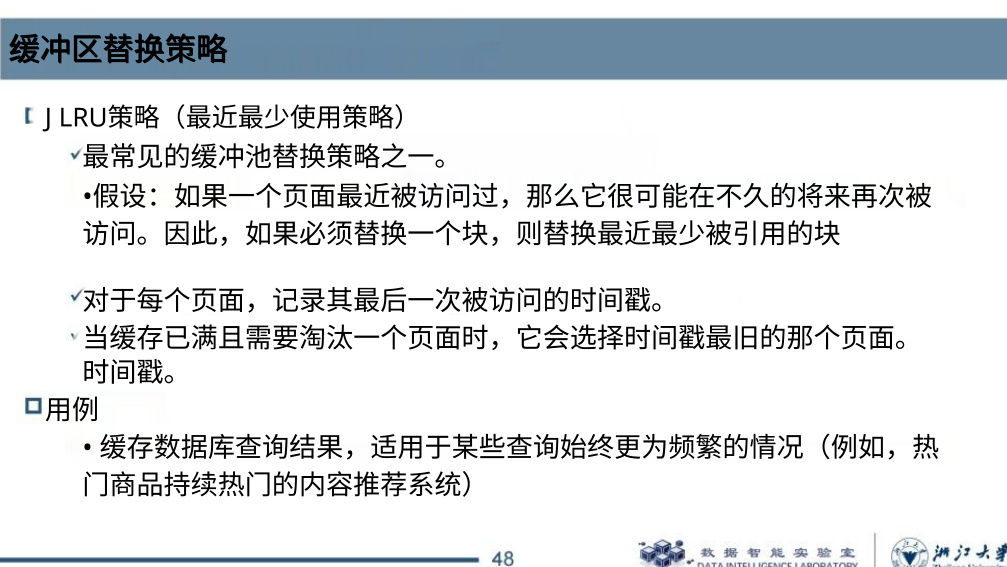 缓冲区替换策略
J LRU策略（最近最少使用策略）
✓最常见的缓冲池替换策略之一。
•假设：如果一个页面最近被访问过，那么它很可能在不久的将来再次被
访问。因此，如果必须替换一个块，则替换最近最少被引用的块
✓对于每个页面，记录其最后一次被访问的时间戳。
✓当缓存已满且需要淘汰一个页面时，它会选择时间戳最旧的那个页面。
时间戳。
用例
• 缓存数据库查询结果，适用于某些查询始终更为频繁的情况（例如，热
门商品持续热门的内容推荐系统）
48
数据智能实验室
DATA INTELLIGENCE LABORATORY
浙江大学
Zhejiang University